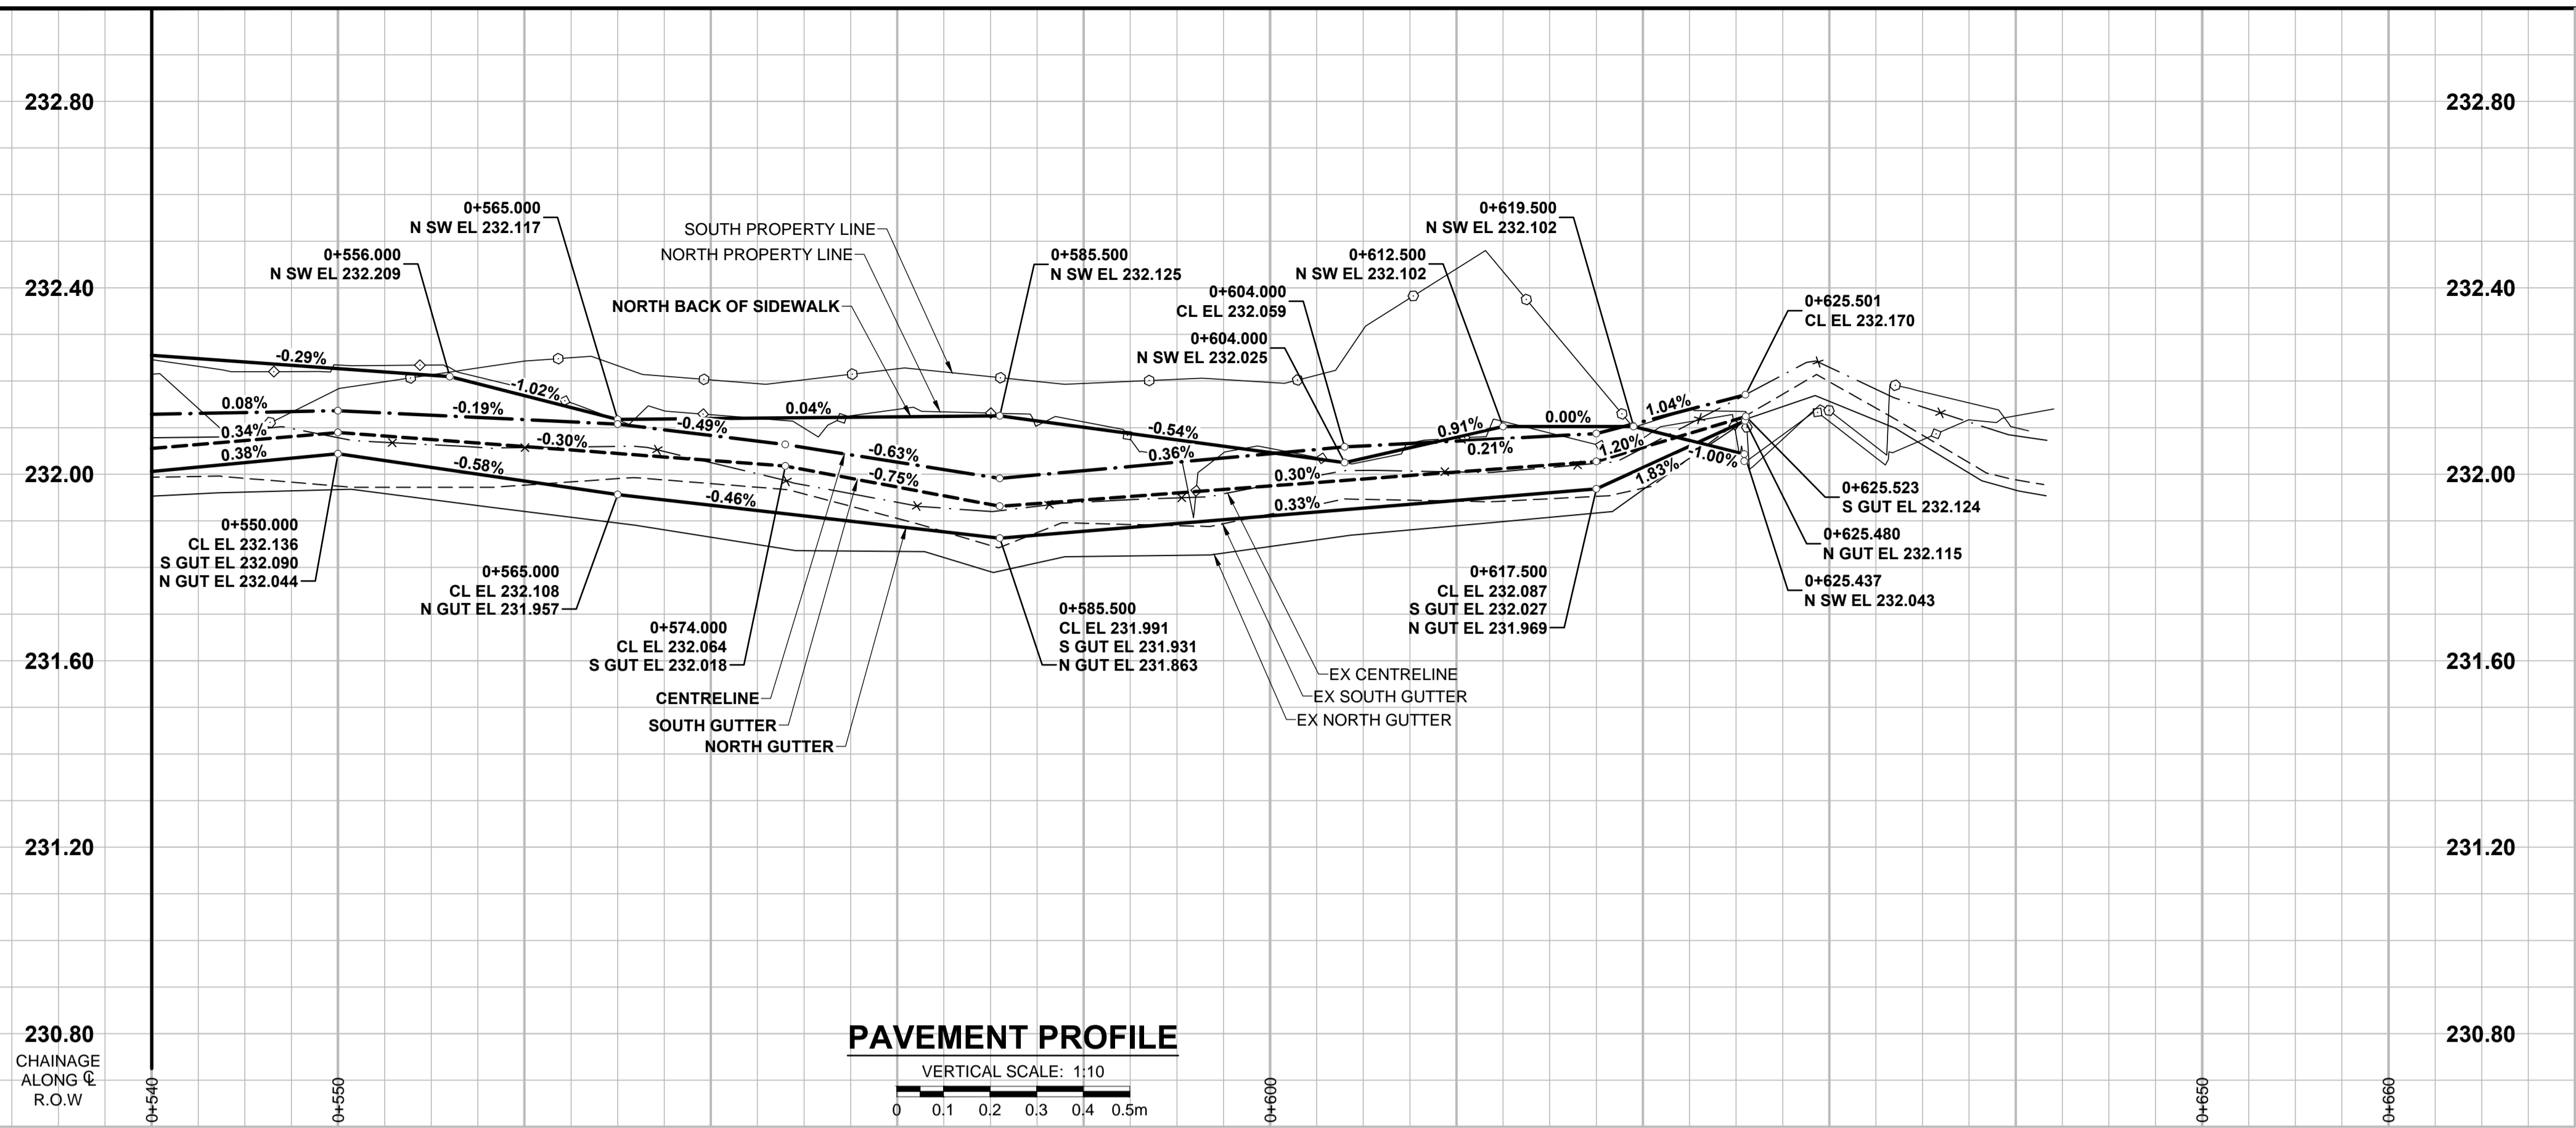 232.80
232.80
0+565.000
N SW EL 232.117
0+619.500
N SW EL 232.102
SOUTH PROPERTY LINE
NORTH PROPERTY LINE
0+556.000
N SW EL 232.209
0+585.500
N SW EL 232.125
0+612.500
N SW EL 232.102
232.40
232.40
NORTH BACK OF SIDEWALK
0+604.000
CL EL 232.059
0+604.000
N SW EL 232.025
0+625.501
CL EL 232.170
-0.29%
-1.02%
0.08%
-0.19%
0.04%
-0.49%
-0.54%
0.91%
0.00%
1.04%
0.34%
-0.30%
0.38%
-0.58%
-0.63%
0.36%
0.21%
1.20%
-1.00%
232.00
-0.46%
-0.75%
0.30%
0.33%
1.83%
232.00
0+625.523
S GUT EL 232.124
0+550.000
CL EL 232.136
S GUT EL 232.090
N GUT EL 232.044
0+625.480
N GUT EL 232.115
0+565.000
CL EL 232.108
N GUT EL 231.957
0+617.500
CL EL 232.087
S GUT EL 232.027
N GUT EL 231.969
0+625.437
N SW EL 232.043
0+574.000
CL EL 232.064
S GUT EL 232.018
0+585.500
CL EL 231.991
S GUT EL 231.931
N GUT EL 231.863
231.60
231.60
CENTRELINE
SOUTH GUTTER
NORTH GUTTER
EX CENTRELINE
EX SOUTH GUTTER
EX NORTH GUTTER
231.20
231.20
230.80
230.80
PAVEMENT PROFILE
VERTICAL SCALE: 1:10
0 0.1 0.2 0.3 0.4 0.5m
CHAINAGE
ALONG ℄
R.O.W
0+540
0+550
0+600
0+650
0+660